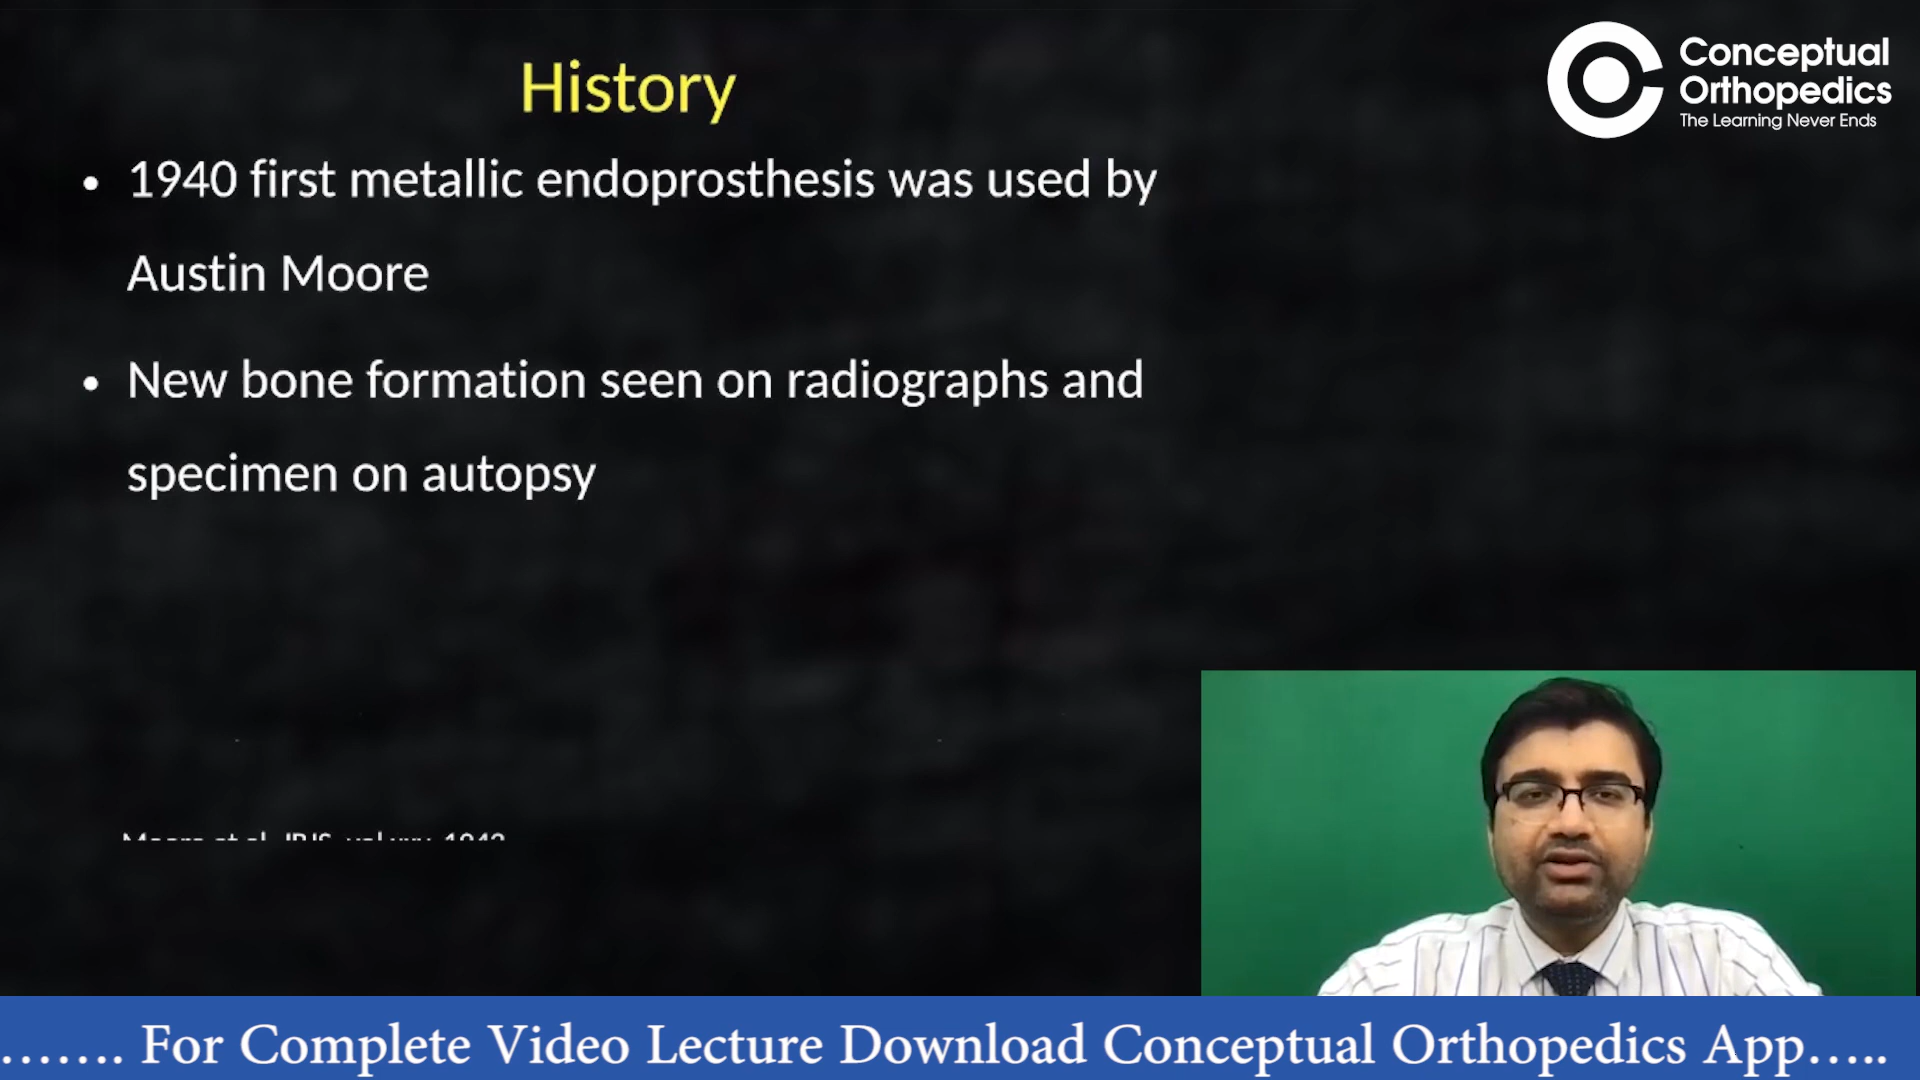 History
Conceptual
Orthopedics
The Learning Never Ends
• 1940 first metallic endoprosthesis was used by
Austin Moore
• New bone formation seen on radiographs and
specimen on autopsy
……. For Complete Video Lecture Download Conceptual Orthopedics App…..